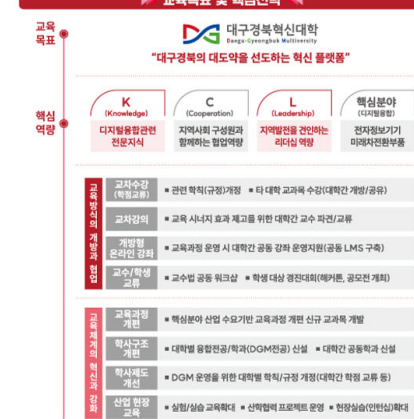 교육목표 및 핵심전략
교육
목표
대구경북혁신대학
Daegu-Gyeongbuk Multiversity
"대구경북의 대도약을 선도하는 혁신 플랫폼"
핵심
역량
K
(Knowledge)
디지털융합관련
전문지식
C
(Cooperation)
지역사회 구성원과
함께하는 협업역량
L
(Leadership)
지역발전을 견인하는
리더십 역량
핵심분야
(디지털융합)
전자정보기기
미래차전환부품
교육방식의 개방과 협업
교차수강
(학점교류)
▪ 관련 학칙(규정)개정 ▪ 타 대학 교과목 수강(대학간 개방/공유)
교차강의
▪ 교육 시너지 효과 제고를 위한 대학간 교수 파견/교류
개방형
온라인 강좌
▪ 교육과정 운영 시 대학간 공동 강좌 운영지원(공동 LMS 구축)
교수/학생
교류
▪ 교수법 공동 워크샵 ▪ 학생 대상 경진대회(해커톤, 공모전 개최)
교육체계의 혁신과 강화
교육과정
개편
▪ 핵심분야 산업 수요기반 교육과정 개편 신규 교과목 개발
학사구조
개편
▪ 대학별 융합전공/학과(DGM전공) 신설 ▪ 대학간 공동학과 신설
학사제도
개선
▪ DGM 운영을 위한 대학별 학칙/규정 개정(대학간 학점 교류 등)
산업 현장
교육
▪ 실험/실습 교육확대 ▪ 산학협력 프로젝트 운영 ▪ 현장실습(인턴십)확대